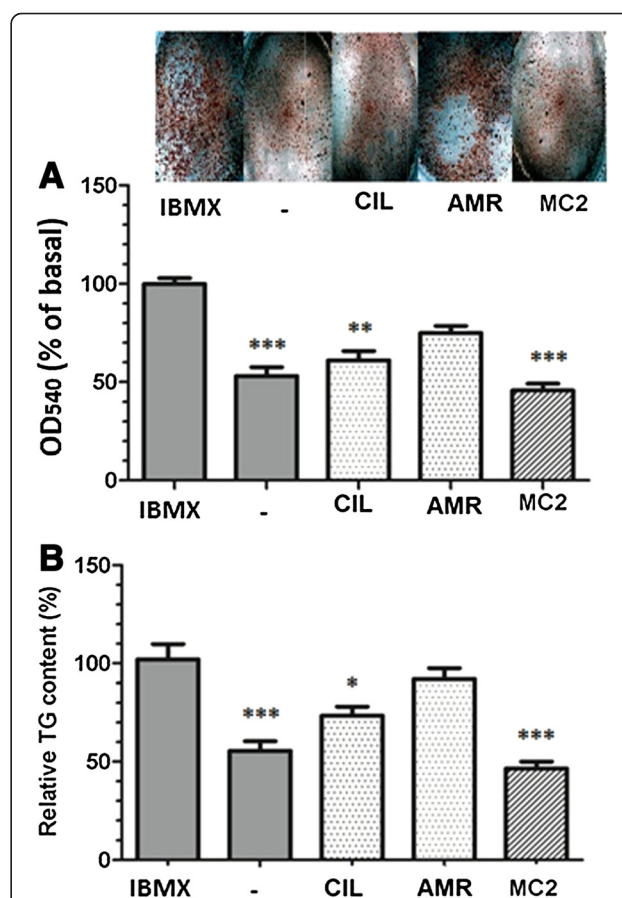 A
150
100
50
0
OD540 (% of basal)
IBMX - CIL AMR MC2
*** ** ***
IBMX - CIL AMR MC2
B
150
100
50
0
Relative TG content (%)
*** * ***
IBMX - CIL AMR MC2